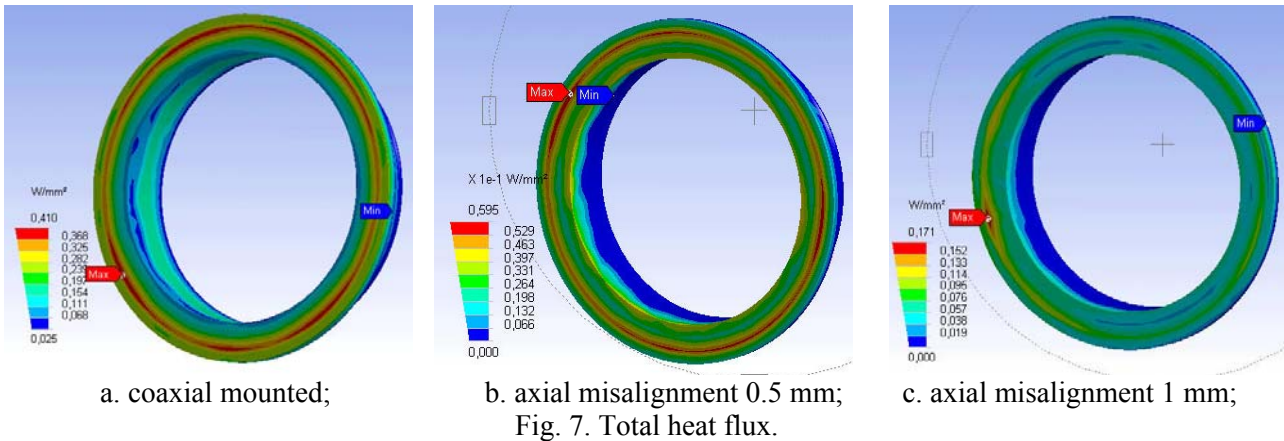 W/mm²
0,410
0,368
0,325
0,282
0,239
0,197
0,154
0,111
0,068
0,025
Max
Min
a. coaxial mounted;
X 1e-1 W/mm²
0,595
0,529
0,463
0,397
0,331
0,264
0,198
0,132
0,066
0,000
Max
Min
b. axial misalignment 0.5 mm;
W/mm²
0,171
0,152
0,133
0,114
0,095
0,076
0,057
0,038
0,019
0,000
Max
Min
c. axial misalignment 1 mm;
Fig. 7. Total heat flux.